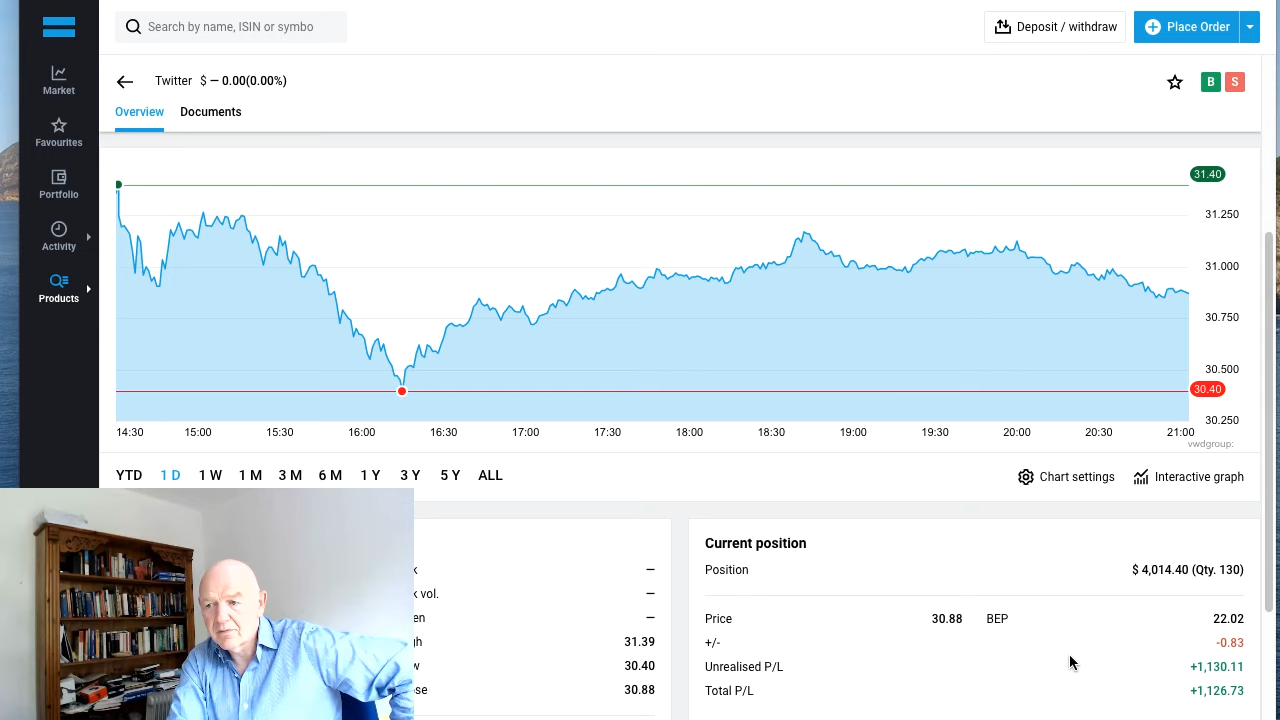 Search by name, ISIN or symbo
Deposit / withdraw
Place Order
Market
Favourites
Portfolio
Activity
Products
Twitter $ — 0.00(0.00%)
B S
Overview Documents
31.40
31.250
31.000
30.750
30.500
30.40
30.250
14:30 15:00 15:30 16:00 16:30 17:00 17:30 18:00 18:30 19:00 19:30 20:00 20:30 21:00
vwdgroup:
YTD 1 D 1 W 1 M 3 M 6 M 1 Y 3 Y 5 Y ALL
Chart settings Interactive graph
k —
k vol. —
en —
gh 31.39
w 30.40
se 30.88
Current position
Position $ 4,014.40 (Qty. 130)
Price 30.88 BEP 22.02
+/- -0.83
Unrealised P/L +1,130.11
Total P/L +1,126.73